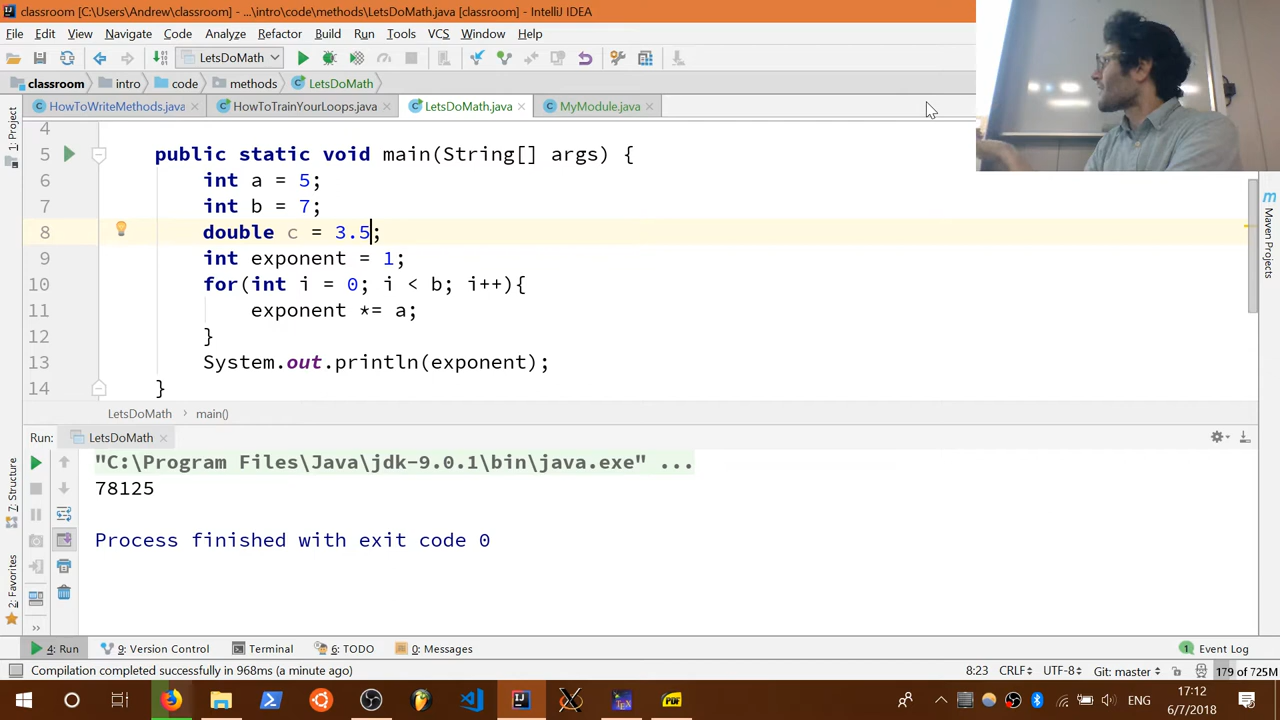 classroom [C:\Users\Andrew\classroom] - ...\intro\code\methods\LetsDoMath.java [classroom] - IntelliJ IDEA
File Edit View Navigate Code Analyze Refactor Build Run Tools VCS Window Help
LetsDoMath
classroom intro code methods LetsDoMath
HowToWriteMethods.java HowToTrainYourLoops.java LetsDoMath.java MyModule.java
1: Project
Maven Projects
4
5 public static void main(String[] args) {
6 int a = 5;
7 int b = 7;
8 double c = 3.5;
9 int exponent = 1;
10 for(int i = 0; i < b; i++){
11 exponent *= a;
12 }
13 System.out.println(exponent);
14 }
LetsDoMath main()
Run: LetsDoMath
"C:\Program Files\Java\jdk-9.0.1\bin\java.exe" ...
78125
Process finished with exit code 0
7: Structure
2: Favorites
4: Run 9: Version Control Terminal 6: TODO 0: Messages 1 Event Log
Compilation completed successfully in 968ms (a minute ago) 8:23 CRLF UTF-8 Git: master 179 of 725M
ENG 17:12
6/7/2018